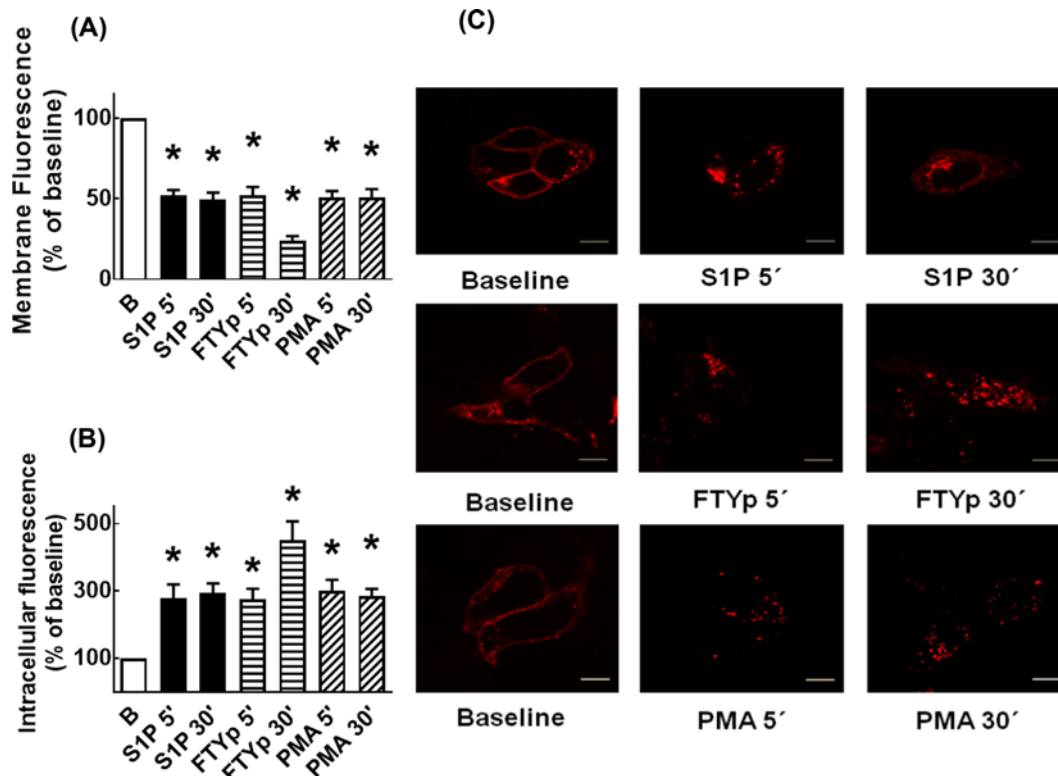 (A)
Membrane Fluorescence
(% of baseline)
100
50
0
*
*
*
*
*
*
B
S1P 5'
S1P 30'
FTYp 5'
FTYp 30'
PMA 5'
PMA 30'
(B)
Intracellular fluorescence
(% of baseline)
500
300
100
*
*
*
*
*
*
B
S1P 5'
S1P 30'
FTYp 5'
FTYp 30'
PMA 5'
PMA 30'
(C)
Baseline
S1P 5´
S1P 30´
Baseline
FTYp 5´
FTYp 30´
Baseline
PMA 5´
PMA 30´